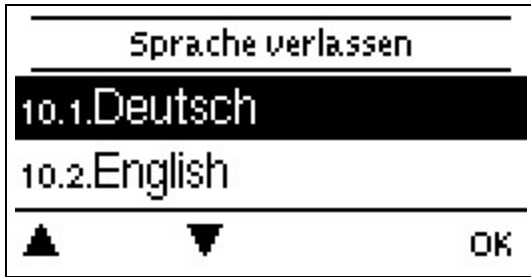 Sprache verlassen
10.1.Deutsch
10.2.English
▲ ▼ OK